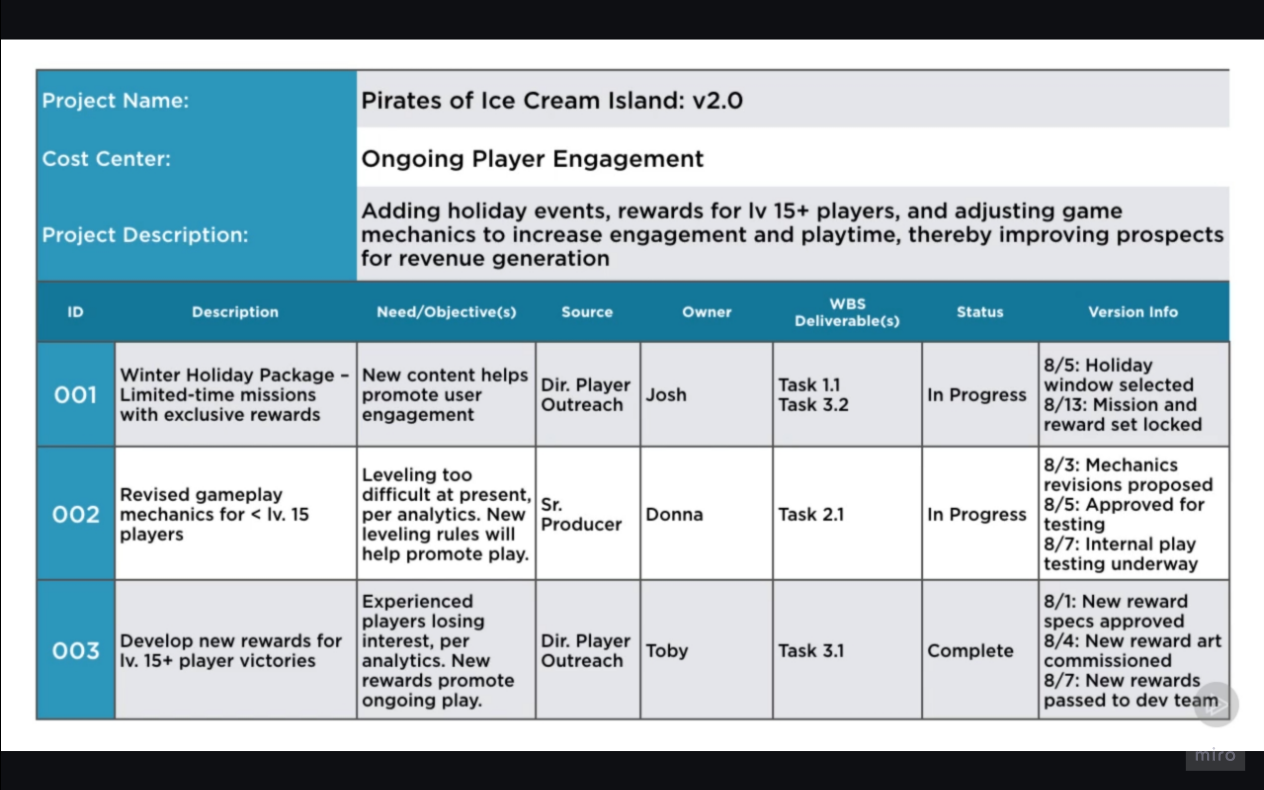 Project Name:
Pirates of Ice Cream Island: v2.0
Cost Center:
Ongoing Player Engagement
Project Description:
Adding holiday events, rewards for lv 15+ players, and adjusting game
mechanics to increase engagement and playtime, thereby improving prospects
for revenue generation
ID
Description
Need/Objective(s)
Source
Owner
WBS
Deliverable(s)
Status
Version Info
001
Winter Holiday Package –
Limited-time missions
with exclusive rewards
New content helps
promote user
engagement
Dir. Player
Outreach
Josh
Task 1.1
Task 3.2
In Progress
8/5: Holiday
window selected
8/13: Mission and
reward set locked
002
Revised gameplay
mechanics for < lv. 15
players
Leveling too
difficult at present,
per analytics. New
leveling rules will
help promote play.
Sr.
Producer
Donna
Task 2.1
In Progress
8/3: Mechanics
revisions proposed
8/5: Approved for
testing
8/7: Internal play
testing underway
003
Develop new rewards for
lv. 15+ player victories
Experienced
players losing
interest, per
analytics. New
rewards promote
ongoing play.
Dir. Player
Outreach
Toby
Task 3.1
Complete
8/1: New reward
specs approved
8/4: New reward art
commissioned
8/7: New rewards
passed to dev team
miro